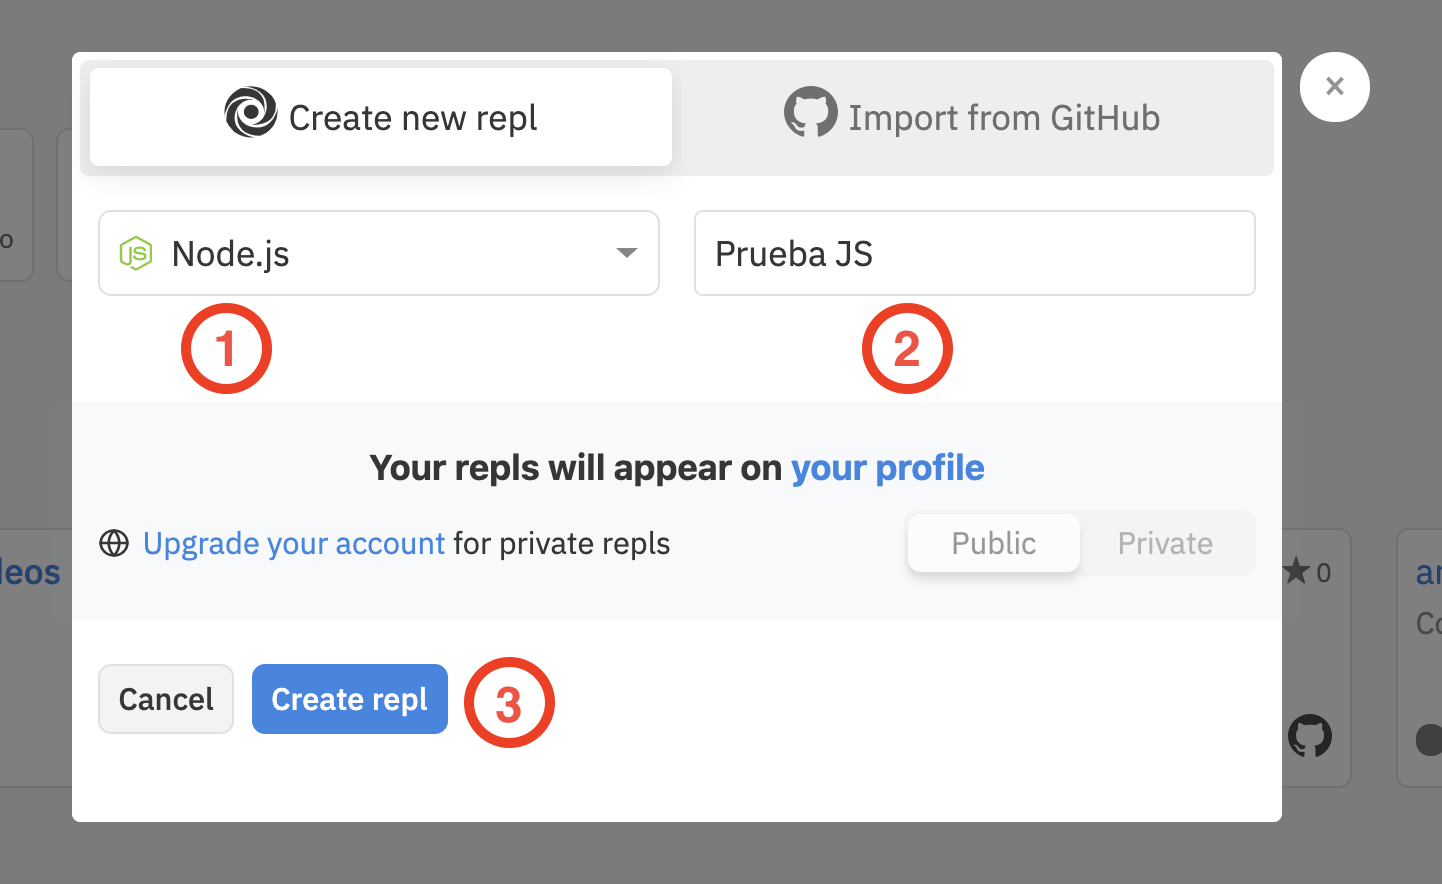 Create new repl
Import from GitHub
JS Node.js
Prueba JS
1
2
Your repls will appear on your profile
Upgrade your account for private repls
Public
Private
Cancel
Create repl
3
o
leos
0
ar
Co